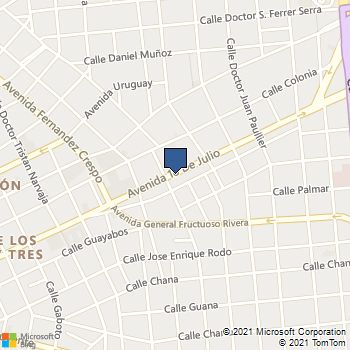 Calle Doctor S. Ferrer Serra
Calle Daniel Muñoz
Avenida Uruguay
Calle Doctor Juan Paullier
Calle Colonia
Avenida Fernandez Crespo
Calle Doctor Tristan Narvaja
Avenida 1 De Julio
ÓN
Calle Palmar
Avenida General Fructuoso Rivera
E LOS
Y TRES
Calle Guayabos
Calle Jose Enrique Rodo
Calle Chana
Calle Chan
Calle Gaboto
Calle Guana
Calle Cha
Microsoft
Bing
© 2021 Microsoft Corporation
© 2021 TomTom